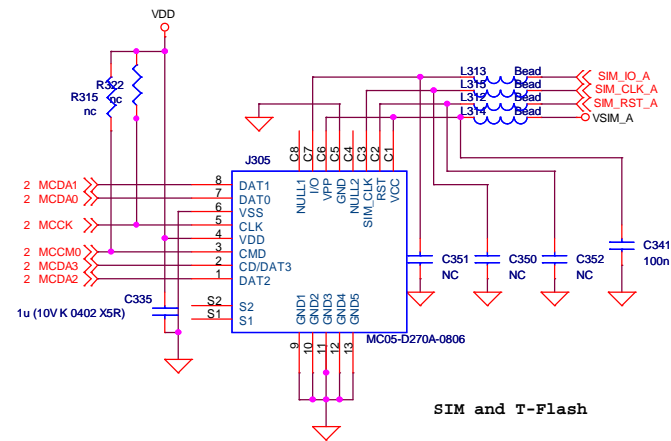 VDD
L313 Bead SIM_IO_A
L315 Bead SIM_CLK_A
L312 Bead SIM_RST_A
L314 Bead VSIM_A
R322
nc
R315
nc
J305
C8 C7 C6 C5 C4 C3 C2 C1
NULL1 I/O VPP GND NULL2 SIM_CLK RST VCC
2 MCDA1 8 DAT1
2 MCDA0 7 DAT0
6 VSS
2 MCCK 5 CLK
4 VDD
2 MCCM0 3 CMD
2 MCDA3 2 CD/DAT3
2 MCDA2 1 DAT2
C341
100n
C351
NC
C350
NC
C352
NC
C335
1u (10V K 0402 X5R)
S2 S2
S1 S1
GND1 GND2 GND3 GND4 GND5
9 10 11 12 13
MC05-D270A-0806
SIM and T-Flash